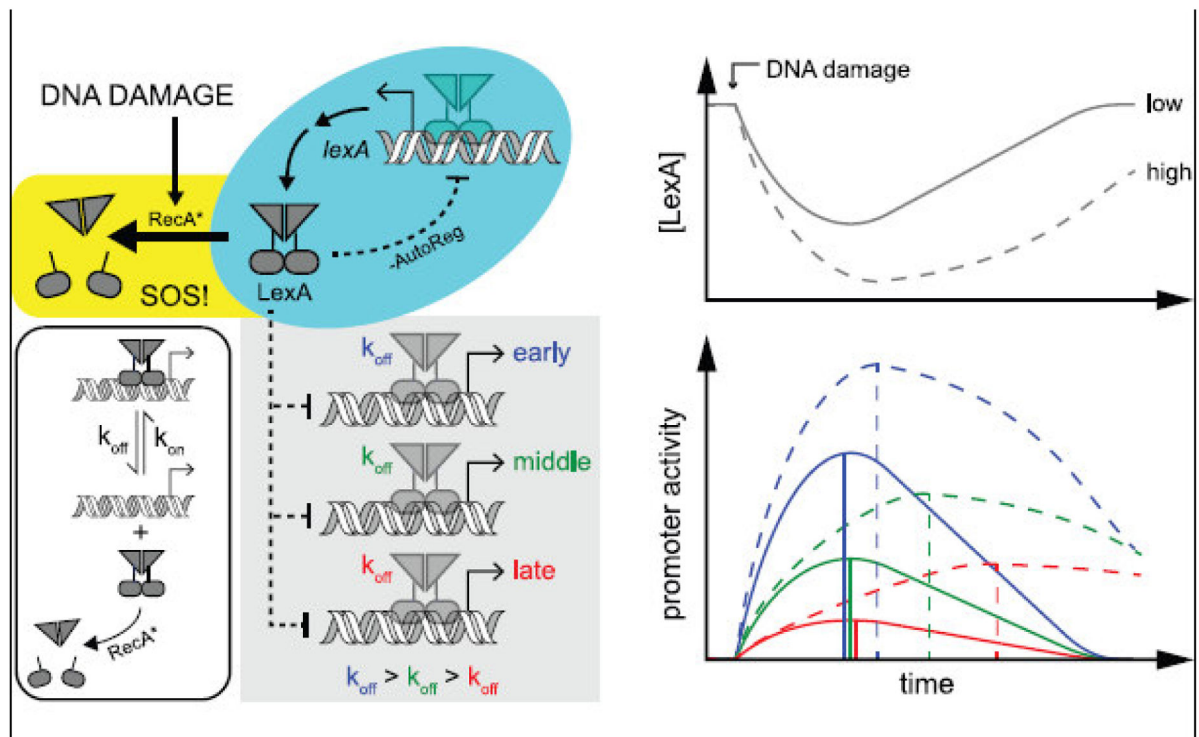 DNA DAMAGE
lexA
RecA*
-AutoReg
SOS!
LexA
koff
kon
+
RecA*
koff
early
koff
middle
koff
late
koff > koff > koff
DNA damage
[LexA]
low
high
promoter activity
time